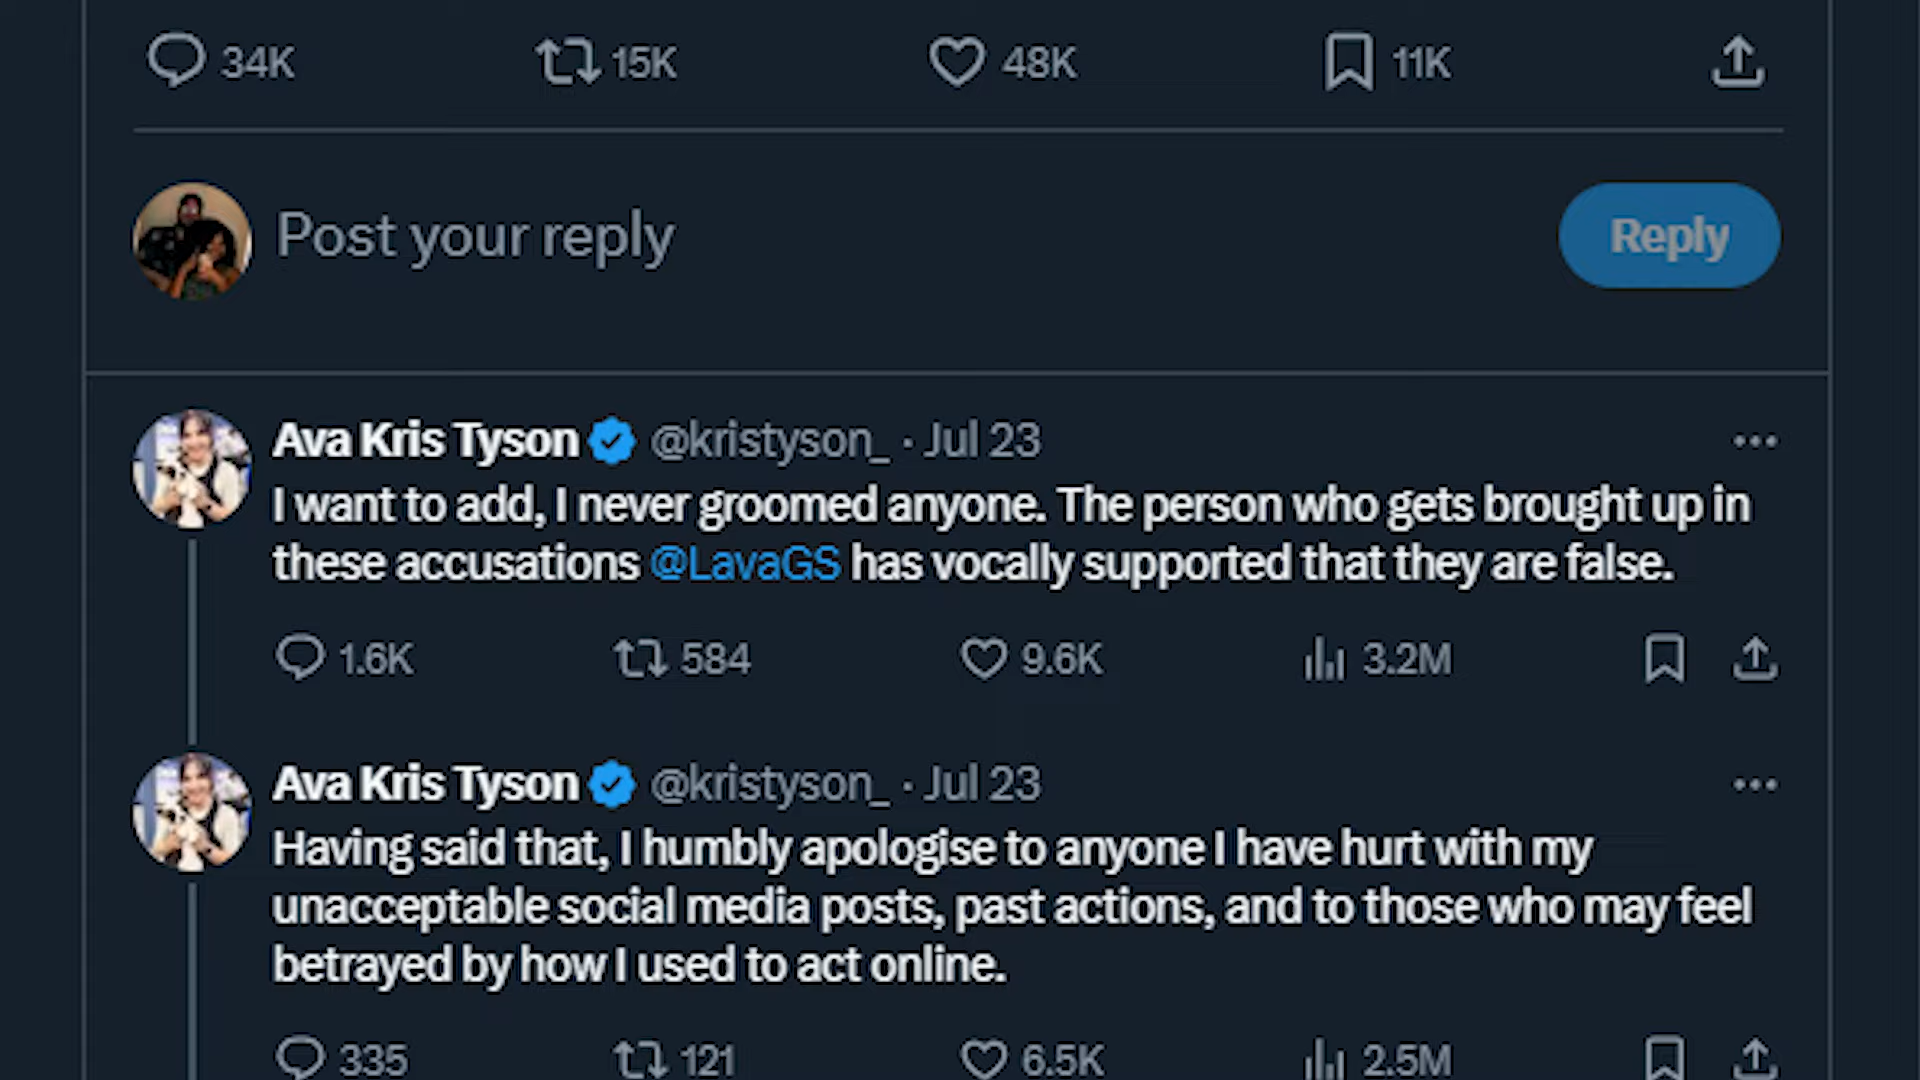 34K 15K 48K 11K
Post your reply Reply
Ava Kris Tyson @kristyson_ · Jul 23
I want to add, I never groomed anyone. The person who gets brought up in
these accusations @LavaGS has vocally supported that they are false.
1.6K 584 9.6K 3.2M
Ava Kris Tyson @kristyson_ · Jul 23
Having said that, I humbly apologise to anyone I have hurt with my
unacceptable social media posts, past actions, and to those who may feel
betrayed by how I used to act online.
335 121 6.5K 2.5M